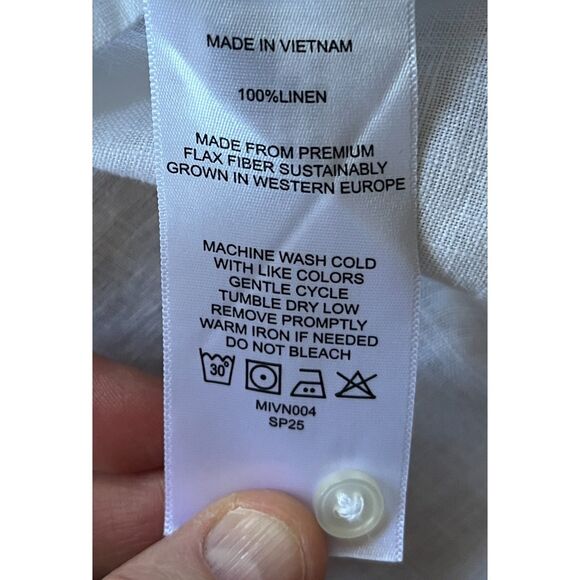 MADE IN VIETNAM
100%LINEN
MADE FROM PREMIUM
FLAX FIBER SUSTAINABLY
GROWN IN WESTERN EUROPE
MACHINE WASH COLD
WITH LIKE COLORS
GENTLE CYCLE
TUMBLE DRY LOW
REMOVE PROMPTLY
WARM IRON IF NEEDED
DO NOT BLEACH
30°
MIVN004
SP25